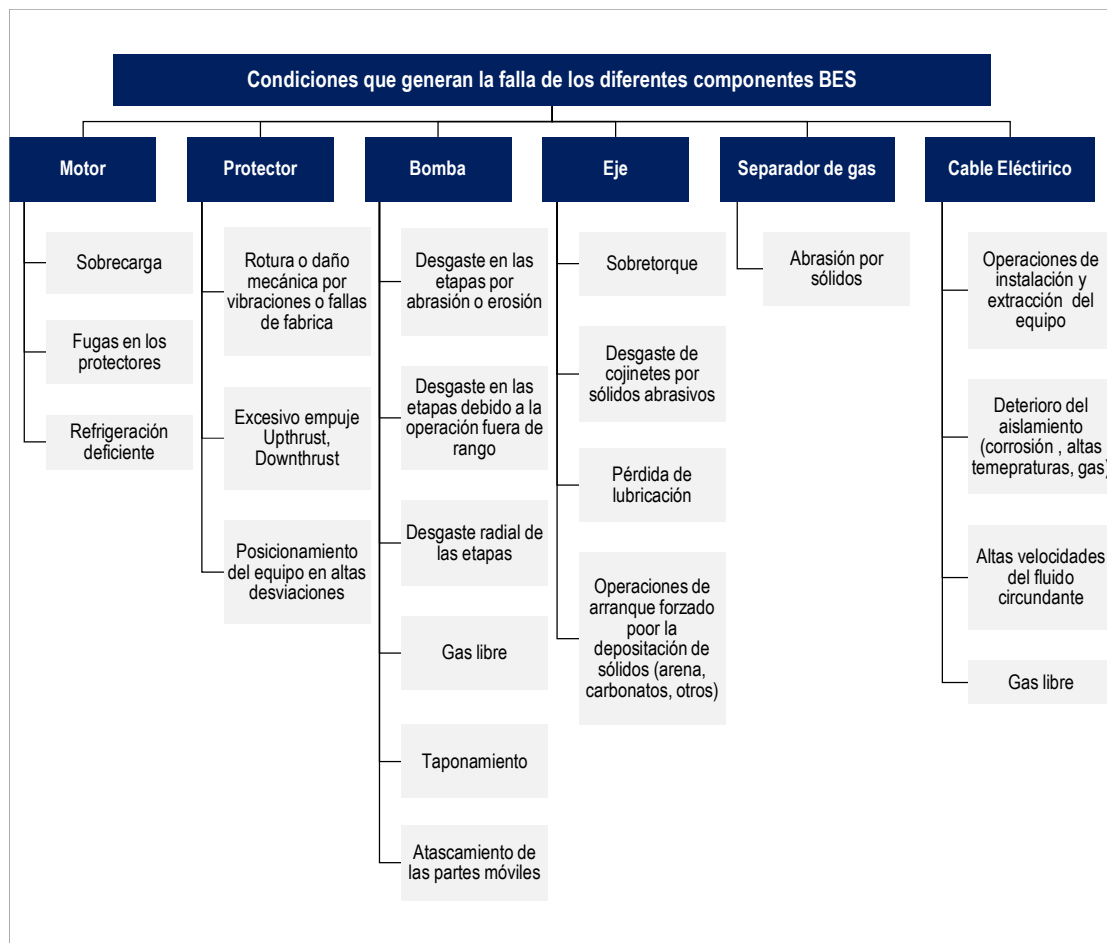 Condiciones que generan la falla de los diferentes componentes BES
Motor
Sobrecarga
Fugas en los
protectores
Refrigeración
deficiente
Protector
Rotura o daño
mecánica por
vibraciones o fallas
de fabrica
Excesivo empuje
Upthrust,
Downthrust
Posicionamiento
del equipo en altas
desviaciones
Bomba
Desgaste en las
etapas por
abrasión o erosión
Desgaste en las
etapas debido a la
operación fuera de
rango
Desgaste radial de
las etapas
Gas libre
Taponamiento
Atascamiento de
las partes móviles
Eje
Sobretorque
Desgaste de
cojinetes por
sólidos abrasivos
Pérdida de
lubricación
Operaciones de
arranque forzado
poor la
depositación de
sólidos (arena,
carbonatos, otros)
Separador de gas
Abrasión por
sólidos
Cable Eléctirico
Operaciones de
instalación y
extracción del
equipo
Deterioro del
aislamiento
(corrosión , altas
temepraturas, gas)
Altas velocidades
del fluido
circundante
Gas libre